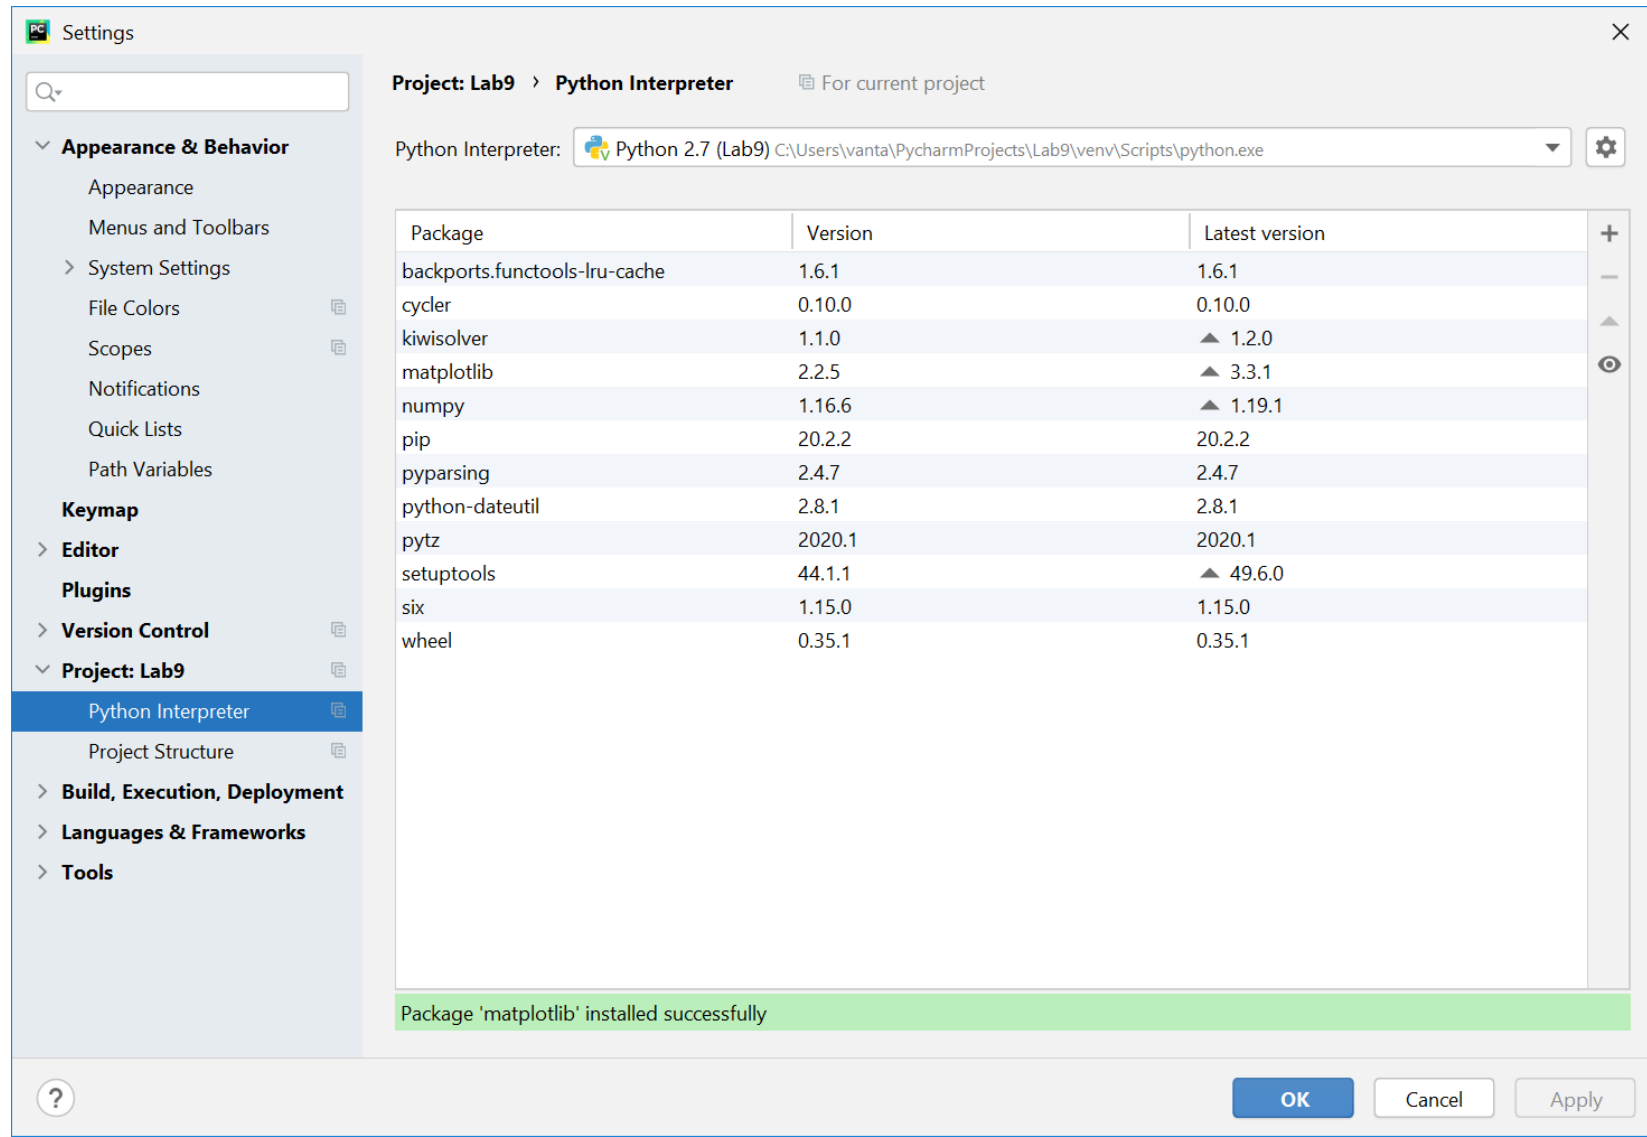 Settings
Appearance & Behavior
Appearance
Menus and Toolbars
System Settings
File Colors
Scopes
Notifications
Quick Lists
Path Variables
Keymap
Editor
Plugins
Version Control
Project: Lab9
Python Interpreter
Project Structure
Build, Execution, Deployment
Languages & Frameworks
Tools
Project: Lab9 › Python Interpreter For current project
Python Interpreter: Python 2.7 (Lab9) C:\Users\vanta\PycharmProjects\Lab9\venv\Scripts\python.exe
Package Version Latest version
backports.functools-lru-cache 1.6.1 1.6.1
cycler 0.10.0 0.10.0
kiwisolver 1.1.0 1.2.0
matplotlib 2.2.5 3.3.1
numpy 1.16.6 1.19.1
pip 20.2.2 20.2.2
pyparsing 2.4.7 2.4.7
python-dateutil 2.8.1 2.8.1
pytz 2020.1 2020.1
setuptools 44.1.1 49.6.0
six 1.15.0 1.15.0
wheel 0.35.1 0.35.1
Package 'matplotlib' installed successfully
? OK Cancel Apply